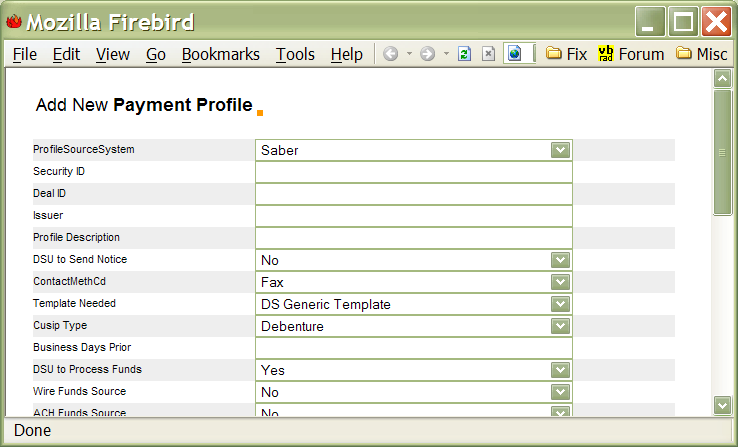 Mozilla Firebird
File Edit View Go Bookmarks Tools Help Fix vb rad Forum Misc
Add New Payment Profile
ProfileSourceSystem Saber
Security ID
Deal ID
Issuer
Profile Description
DSU to Send Notice No
ContactMethCd Fax
Template Needed DS Generic Template
Cusip Type Debenture
Business Days Prior
DSU to Process Funds Yes
Wire Funds Source No
ACH Funds Source No
Done